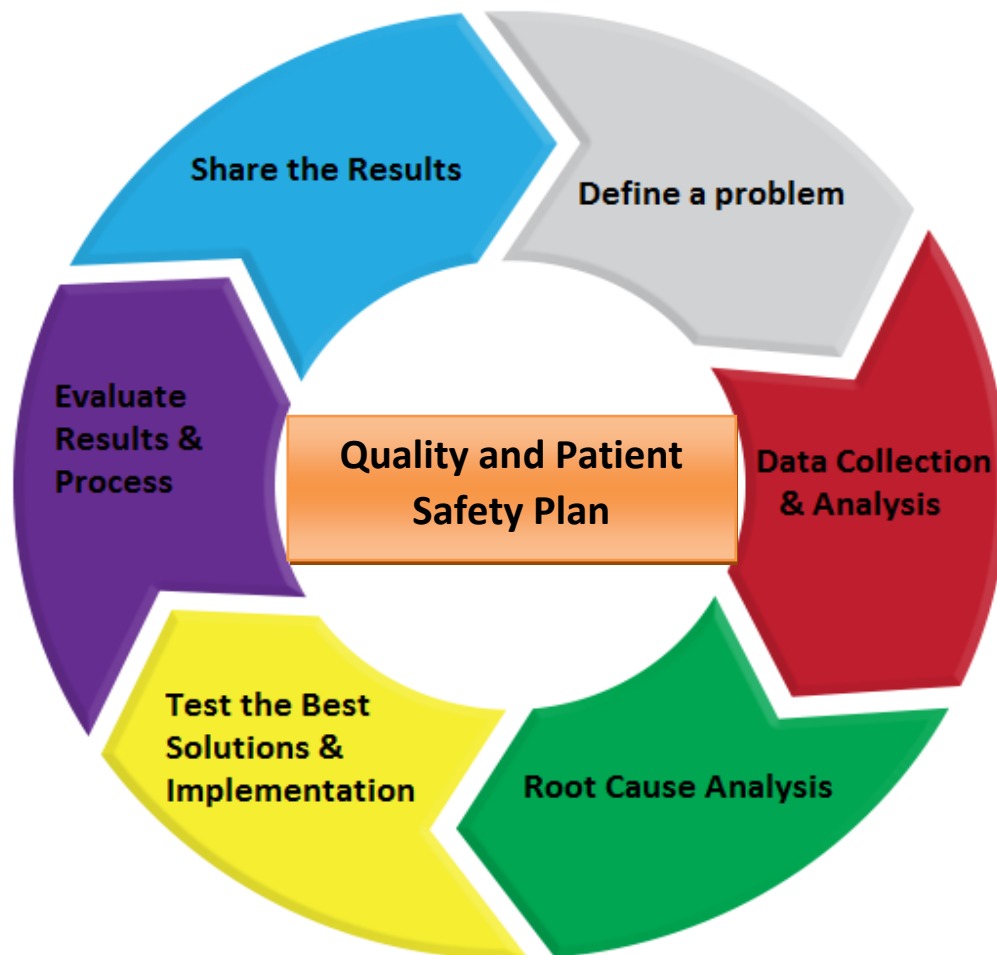 Share the Results
Define a problem
Evaluate
Results &
Process
Quality and Patient
Safety Plan
Data Collection
& Analysis
Test the Best
Solutions &
Implementation
Root Cause Analysis